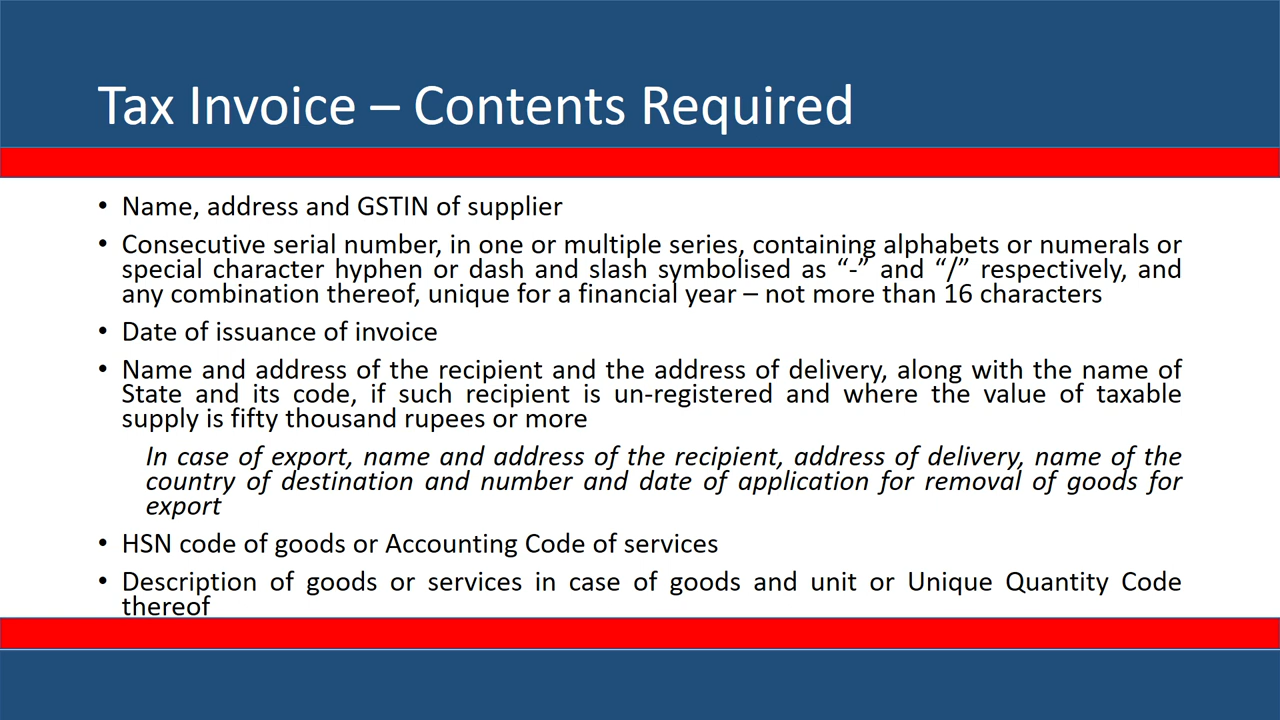 Tax Invoice – Contents Required
• Name, address and GSTIN of supplier
• Consecutive serial number, in one or multiple series, containing alphabets or numerals or
special character hyphen or dash and slash symbolised as “-” and “/” respectively, and
any combination thereof, unique for a financial year – not more than 16 characters
• Date of issuance of invoice
• Name and address of the recipient and the address of delivery, along with the name of
State and its code, if such recipient is un-registered and where the value of taxable
supply is fifty thousand rupees or more
In case of export, name and address of the recipient, address of delivery, name of the
country of destination and number and date of application for removal of goods for
export
• HSN code of goods or Accounting Code of services
• Description of goods or services in case of goods and unit or Unique Quantity Code
thereof